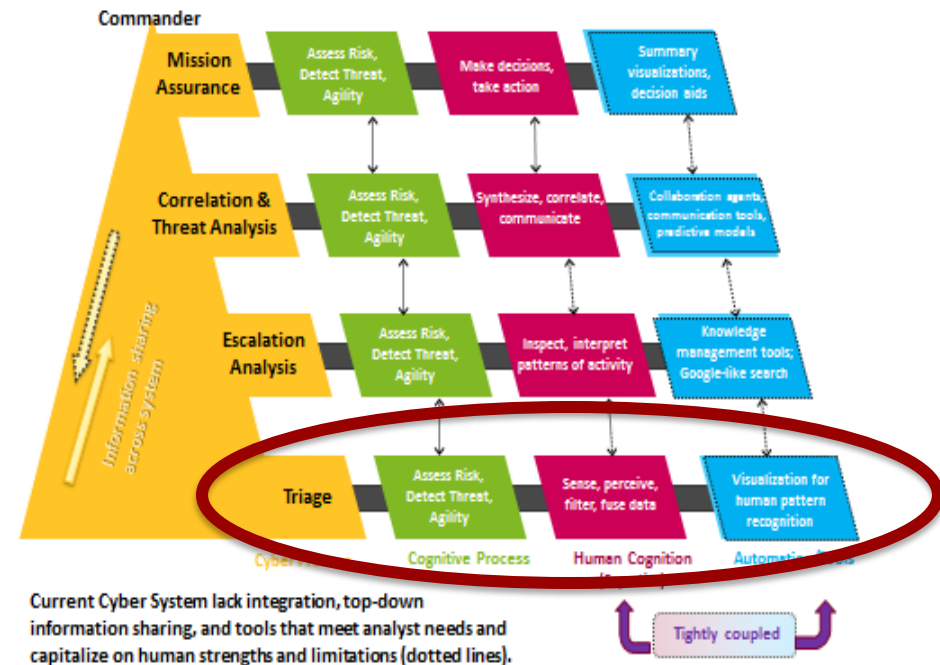 Commander
Mission
Assurance
Assess Risk,
Detect Threat,
Agility
Make decisions,
take action
Summary
visualizations,
decision aids
Correlation &
Threat Analysis
Assess Risk,
Detect Threat,
Agility
Synthesize, correlate,
communicate
Collaboration agents,
communication tools,
predictive models
Escalation
Analysis
Assess Risk,
Detect Threat,
Agility
Inspect, interpret
patterns of activity
Knowledge
management tools;
Google-like search
Information sharing
across system
Triage
Assess Risk,
Detect Threat,
Agility
Sense, perceive,
filter, fuse data
Visualization for
human pattern
recognition
Cyber
Cognitive Process
Human Cognition
Automation
Current Cyber System lack integration, top-down
information sharing, and tools that meet analyst needs and
capitalize on human strengths and limitations (dotted lines).
Tightly coupled